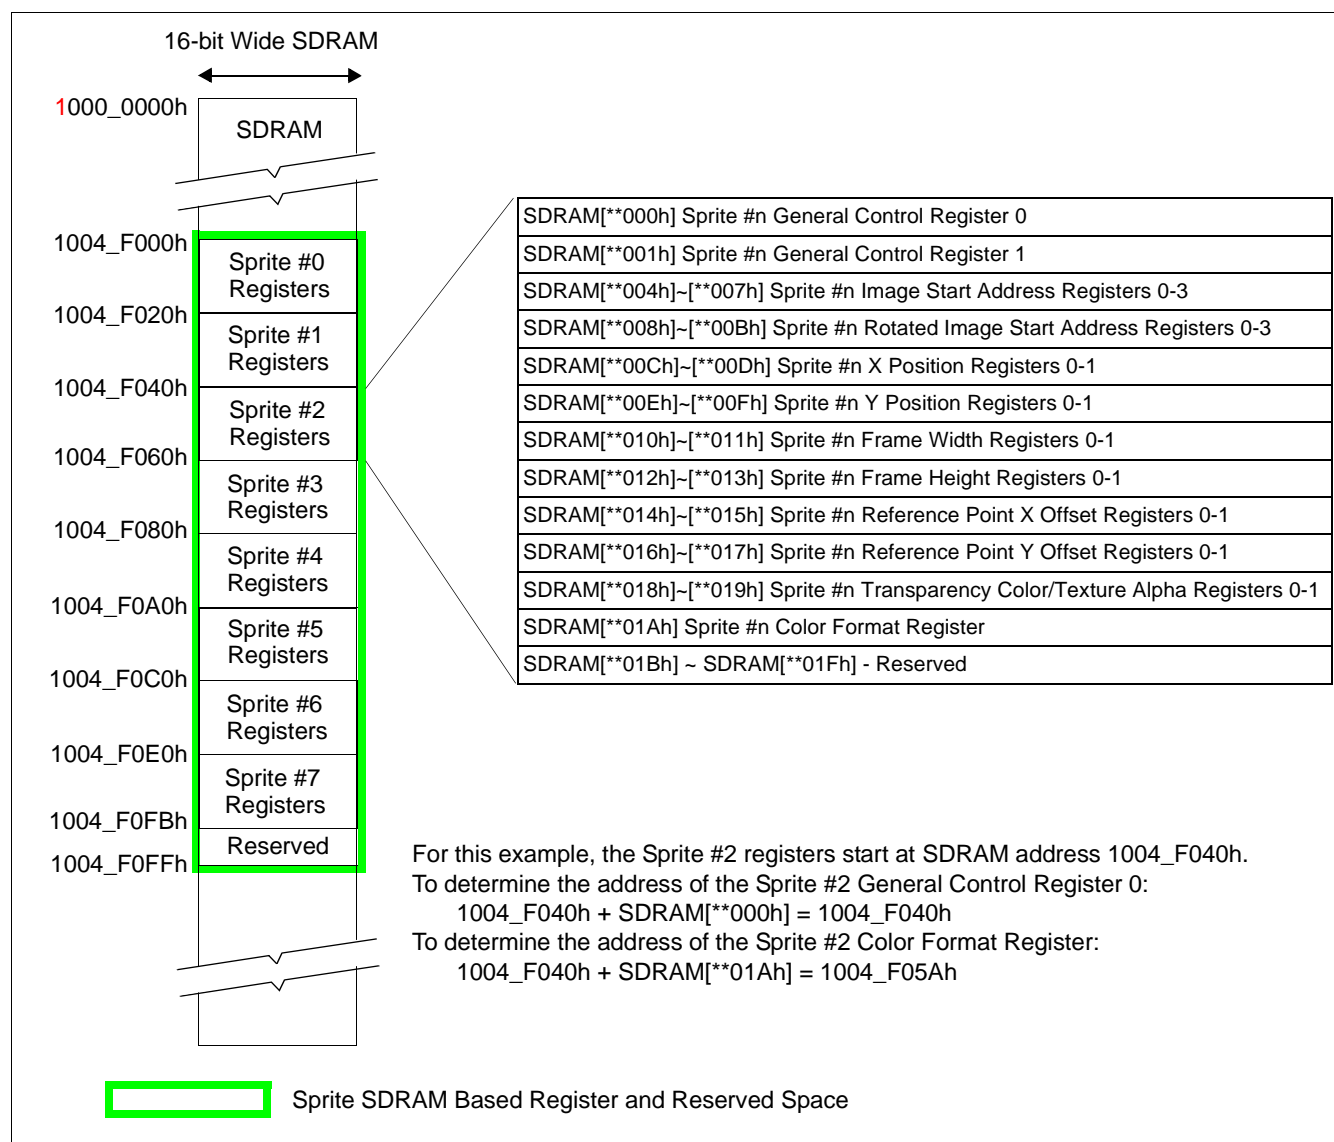 16-bit Wide SDRAM
1000_0000h
SDRAM
1004_F000h
Sprite #0
Registers
1004_F020h
Sprite #1
Registers
1004_F040h
Sprite #2
Registers
1004_F060h
Sprite #3
Registers
1004_F080h
Sprite #4
Registers
1004_F0A0h
Sprite #5
Registers
1004_F0C0h
Sprite #6
Registers
1004_F0E0h
Sprite #7
Registers
1004_F0FBh
Reserved
1004_F0FFh
SDRAM[**000h] Sprite #n General Control Register 0
SDRAM[**001h] Sprite #n General Control Register 1
SDRAM[**004h]~[**007h] Sprite #n Image Start Address Registers 0-3
SDRAM[**008h]~[**00Bh] Sprite #n Rotated Image Start Address Registers 0-3
SDRAM[**00Ch]~[**00Dh] Sprite #n X Position Registers 0-1
SDRAM[**00Eh]~[**00Fh] Sprite #n Y Position Registers 0-1
SDRAM[**010h]~[**011h] Sprite #n Frame Width Registers 0-1
SDRAM[**012h]~[**013h] Sprite #n Frame Height Registers 0-1
SDRAM[**014h]~[**015h] Sprite #n Reference Point X Offset Registers 0-1
SDRAM[**016h]~[**017h] Sprite #n Reference Point Y Offset Registers 0-1
SDRAM[**018h]~[**019h] Sprite #n Transparency Color/Texture Alpha Registers 0-1
SDRAM[**01Ah] Sprite #n Color Format Register
SDRAM[**01Bh] ~ SDRAM[**01Fh] - Reserved
For this example, the Sprite #2 registers start at SDRAM address 1004_F040h.
To determine the address of the Sprite #2 General Control Register 0:
1004_F040h + SDRAM[**000h] = 1004_F040h
To determine the address of the Sprite #2 Color Format Register:
1004_F040h + SDRAM[**01Ah] = 1004_F05Ah
Sprite SDRAM Based Register and Reserved Space